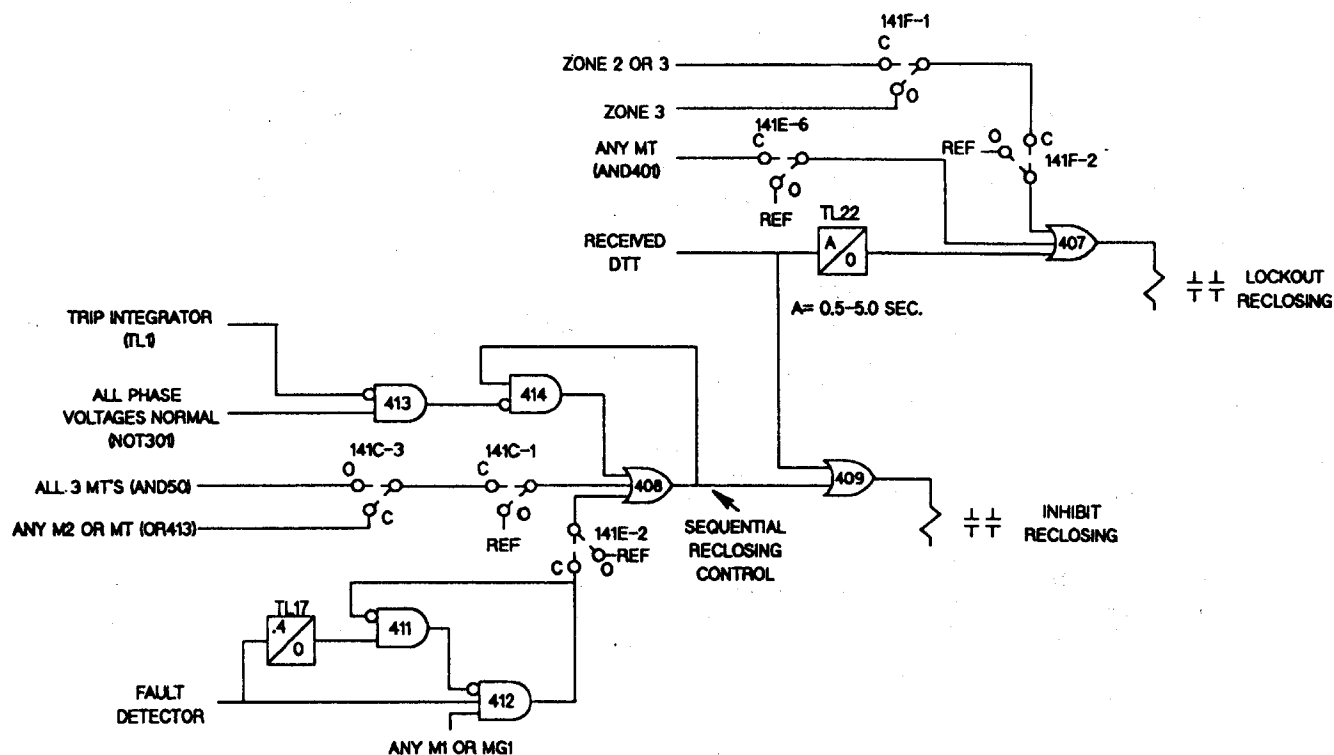 141F-1
C
ZONE 2 OR 3
O
ZONE 3
141E-6
C
ANY MT
(AND401)
O
REF
O
REF
C
141F-2
RECEIVED
DTT
TL22
A
0
A= 0.5-5.0 SEC.
407
LOCKOUT
RECLOSING
TRIP INTEGRATOR
(TL1)
ALL PHASE
VOLTAGES NORMAL
(NOT301)
413
414
141C-3
O
C
141C-1
C
O
REF
ALL 3 MT'S (AND50)
ANY M2 OR MT (OR413)
408
409
SEQUENTIAL
RECLOSING
CONTROL
INHIBIT
RECLOSING
141E-2
REF
O
C
TL17
.4
0
411
412
FAULT
DETECTOR
ANY M1 OR MG1